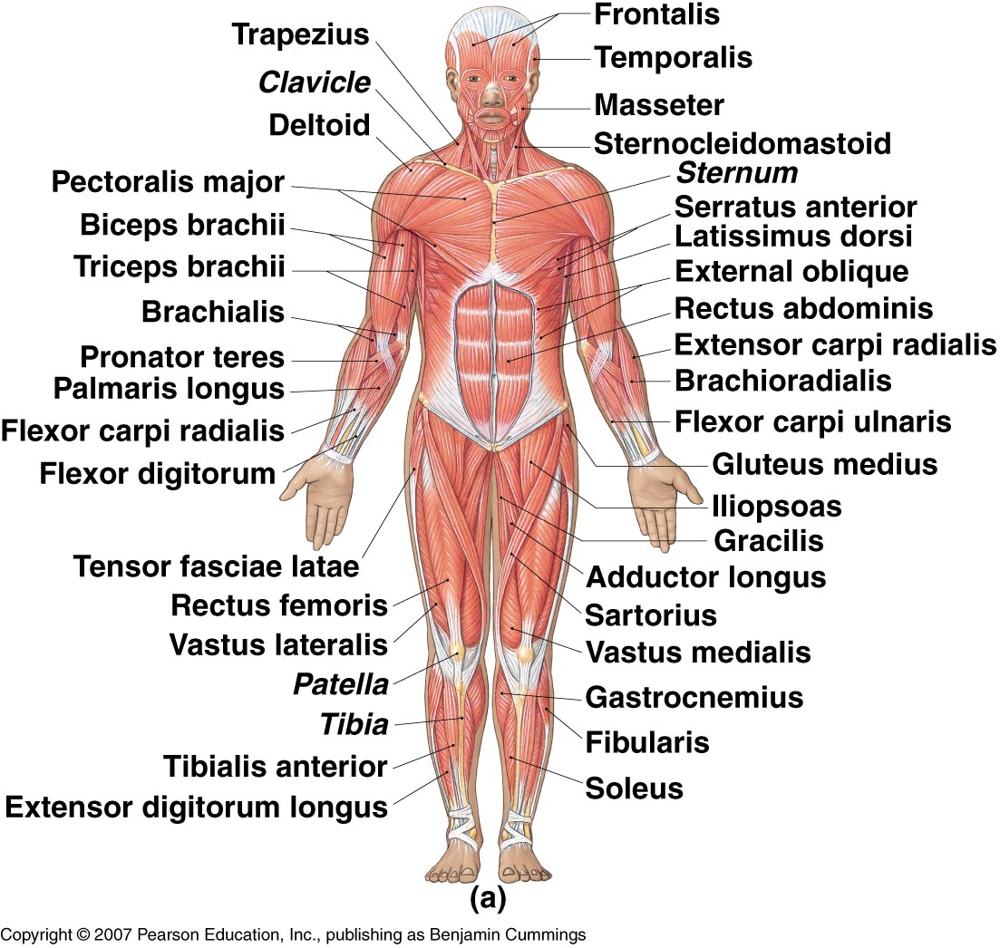 Trapezius
Clavicle
Deltoid
Pectoralis major
Biceps brachii
Triceps brachii
Brachialis
Pronator teres
Palmaris longus
Flexor carpi radialis
Flexor digitorum
Tensor fasciae latae
Rectus femoris
Vastus lateralis
Patella
Tibia
Tibialis anterior
Extensor digitorum longus
Frontalis
Temporalis
Masseter
Sternocleidomastoid
Sternum
Serratus anterior
Latissimus dorsi
External oblique
Rectus abdominis
Extensor carpi radialis
Brachioradialis
Flexor carpi ulnaris
Gluteus medius
Iliopsoas
Gracilis
Adductor longus
Sartorius
Vastus medialis
Gastrocnemius
Fibularis
Soleus
(a)
Copyright © 2007 Pearson Education, Inc., publishing as Benjamin Cummings